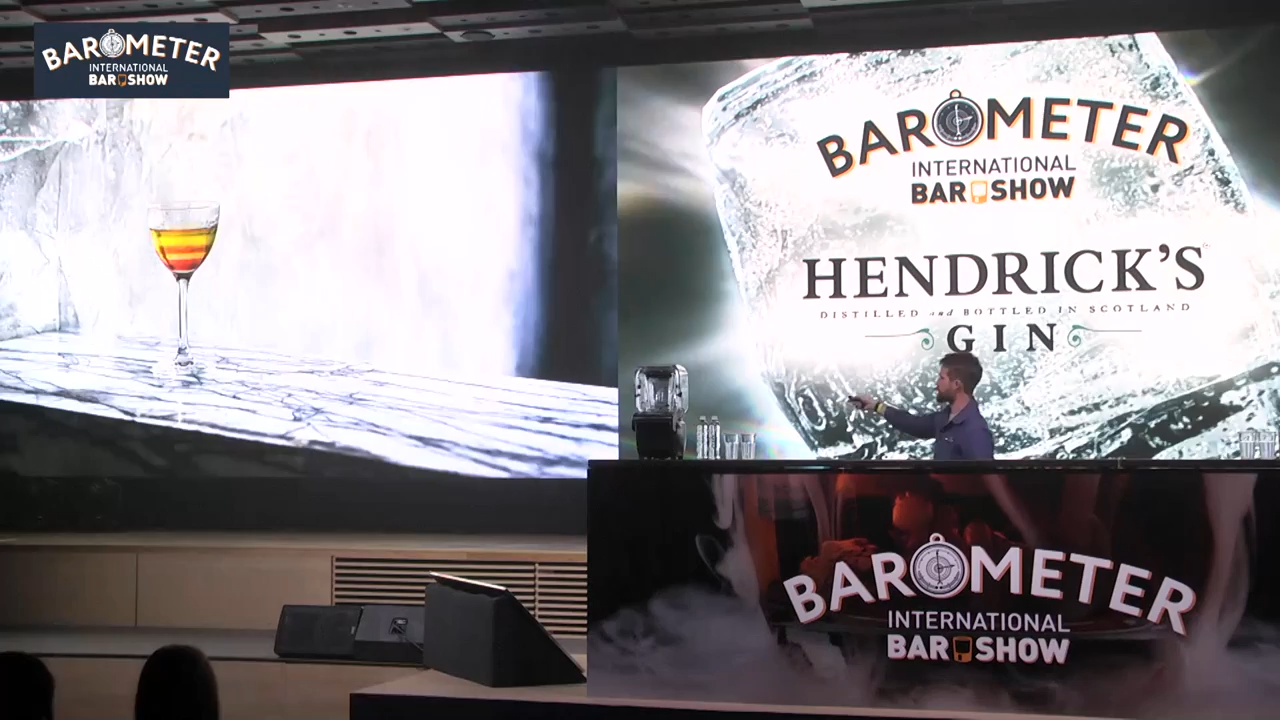 BAROMETER
INTERNATIONAL
BAR SHOW
BAROMETER
INTERNATIONAL
BAR SHOW
HENDRICK'S
DISTILLED and BOTTLED IN SCOTLAND
GIN
BAROMETER
INTERNATIONAL
BAR SHOW